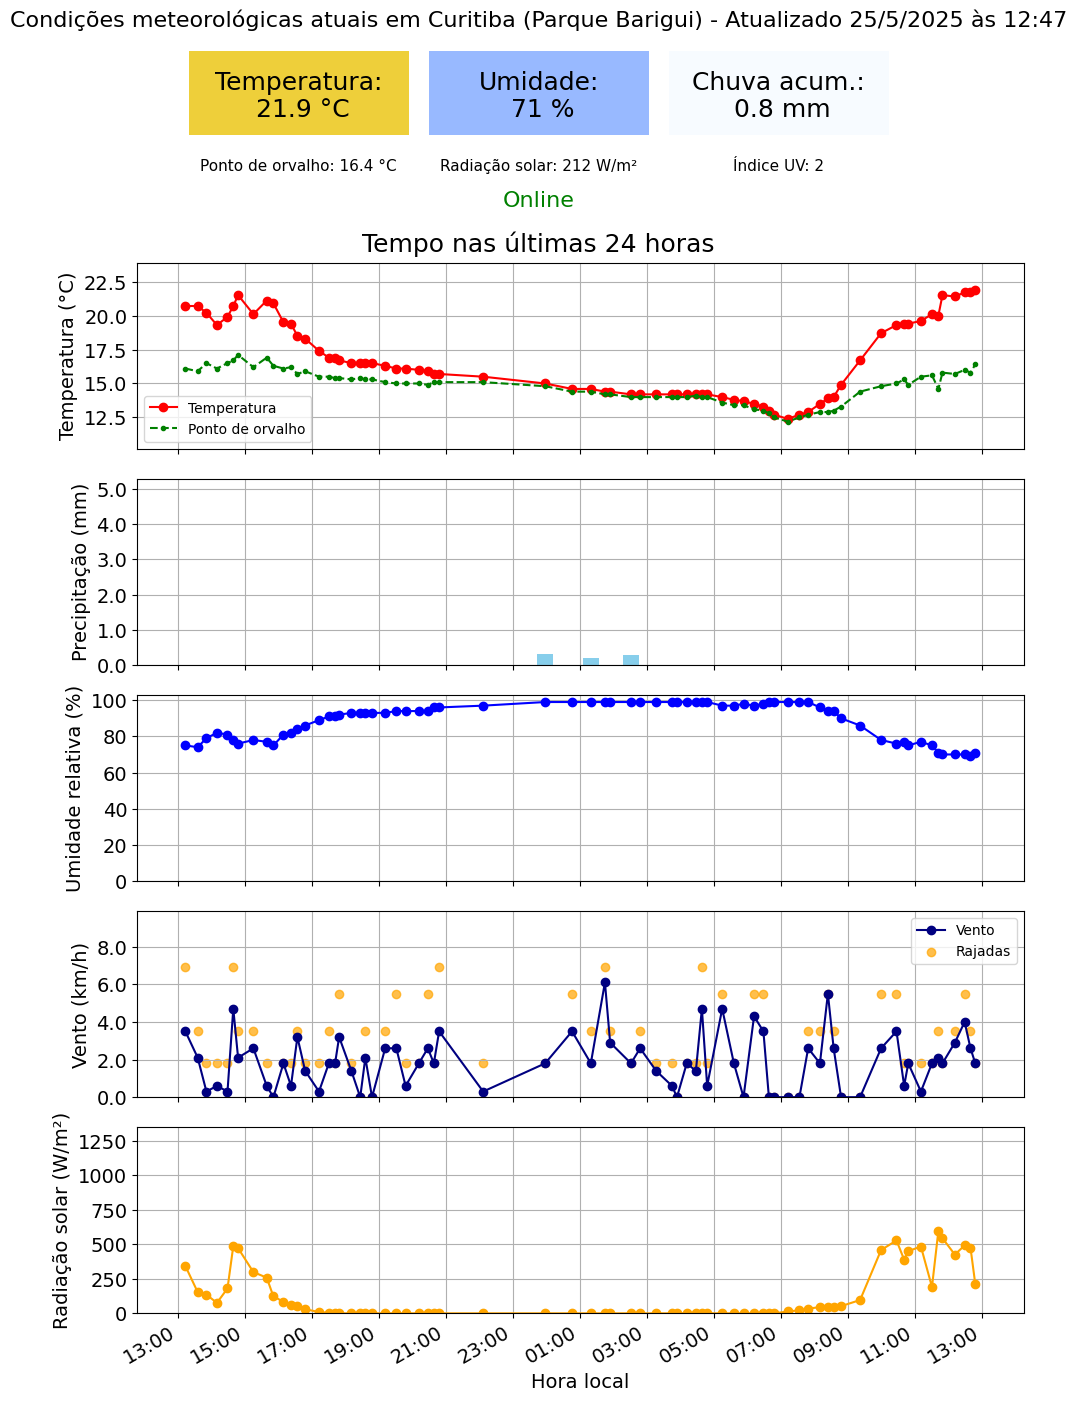 Condições meteorológicas atuais em Curitiba (Parque Barigui) - Atualizado 25/5/2025 às 12:47
Temperatura:
21.9 °C
Umidade:
71 %
Chuva acum.:
0.8 mm
Ponto de orvalho: 16.4 °C
Radiação solar: 212 W/m²
Índice UV: 2
Online
Tempo nas últimas 24 horas
Temperatura (°C)
22.5
20.0
17.5
15.0
12.5
Temperatura
Ponto de orvalho
Precipitação (mm)
5.0
4.0
3.0
2.0
1.0
0.0
Umidade relativa (%)
100
80
60
40
20
0
Vento (km/h)
8.0
6.0
4.0
2.0
0.0
Vento
Rajadas
Radiação solar (W/m²)
1250
1000
750
500
250
0
13:00 15:00 17:00 19:00 21:00 23:00 01:00 03:00 05:00 07:00 09:00 11:00 13:00
Hora local